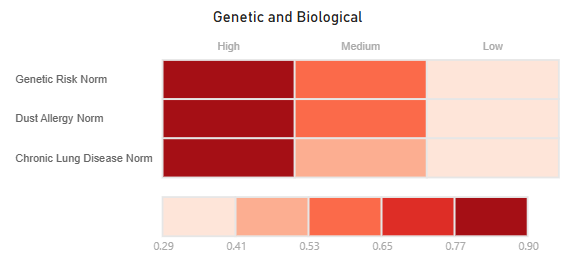 Genetic and Biological
High Medium Low
Genetic Risk Norm
Dust Allergy Norm
Chronic Lung Disease Norm
0.29 0.41 0.53 0.65 0.77 0.90